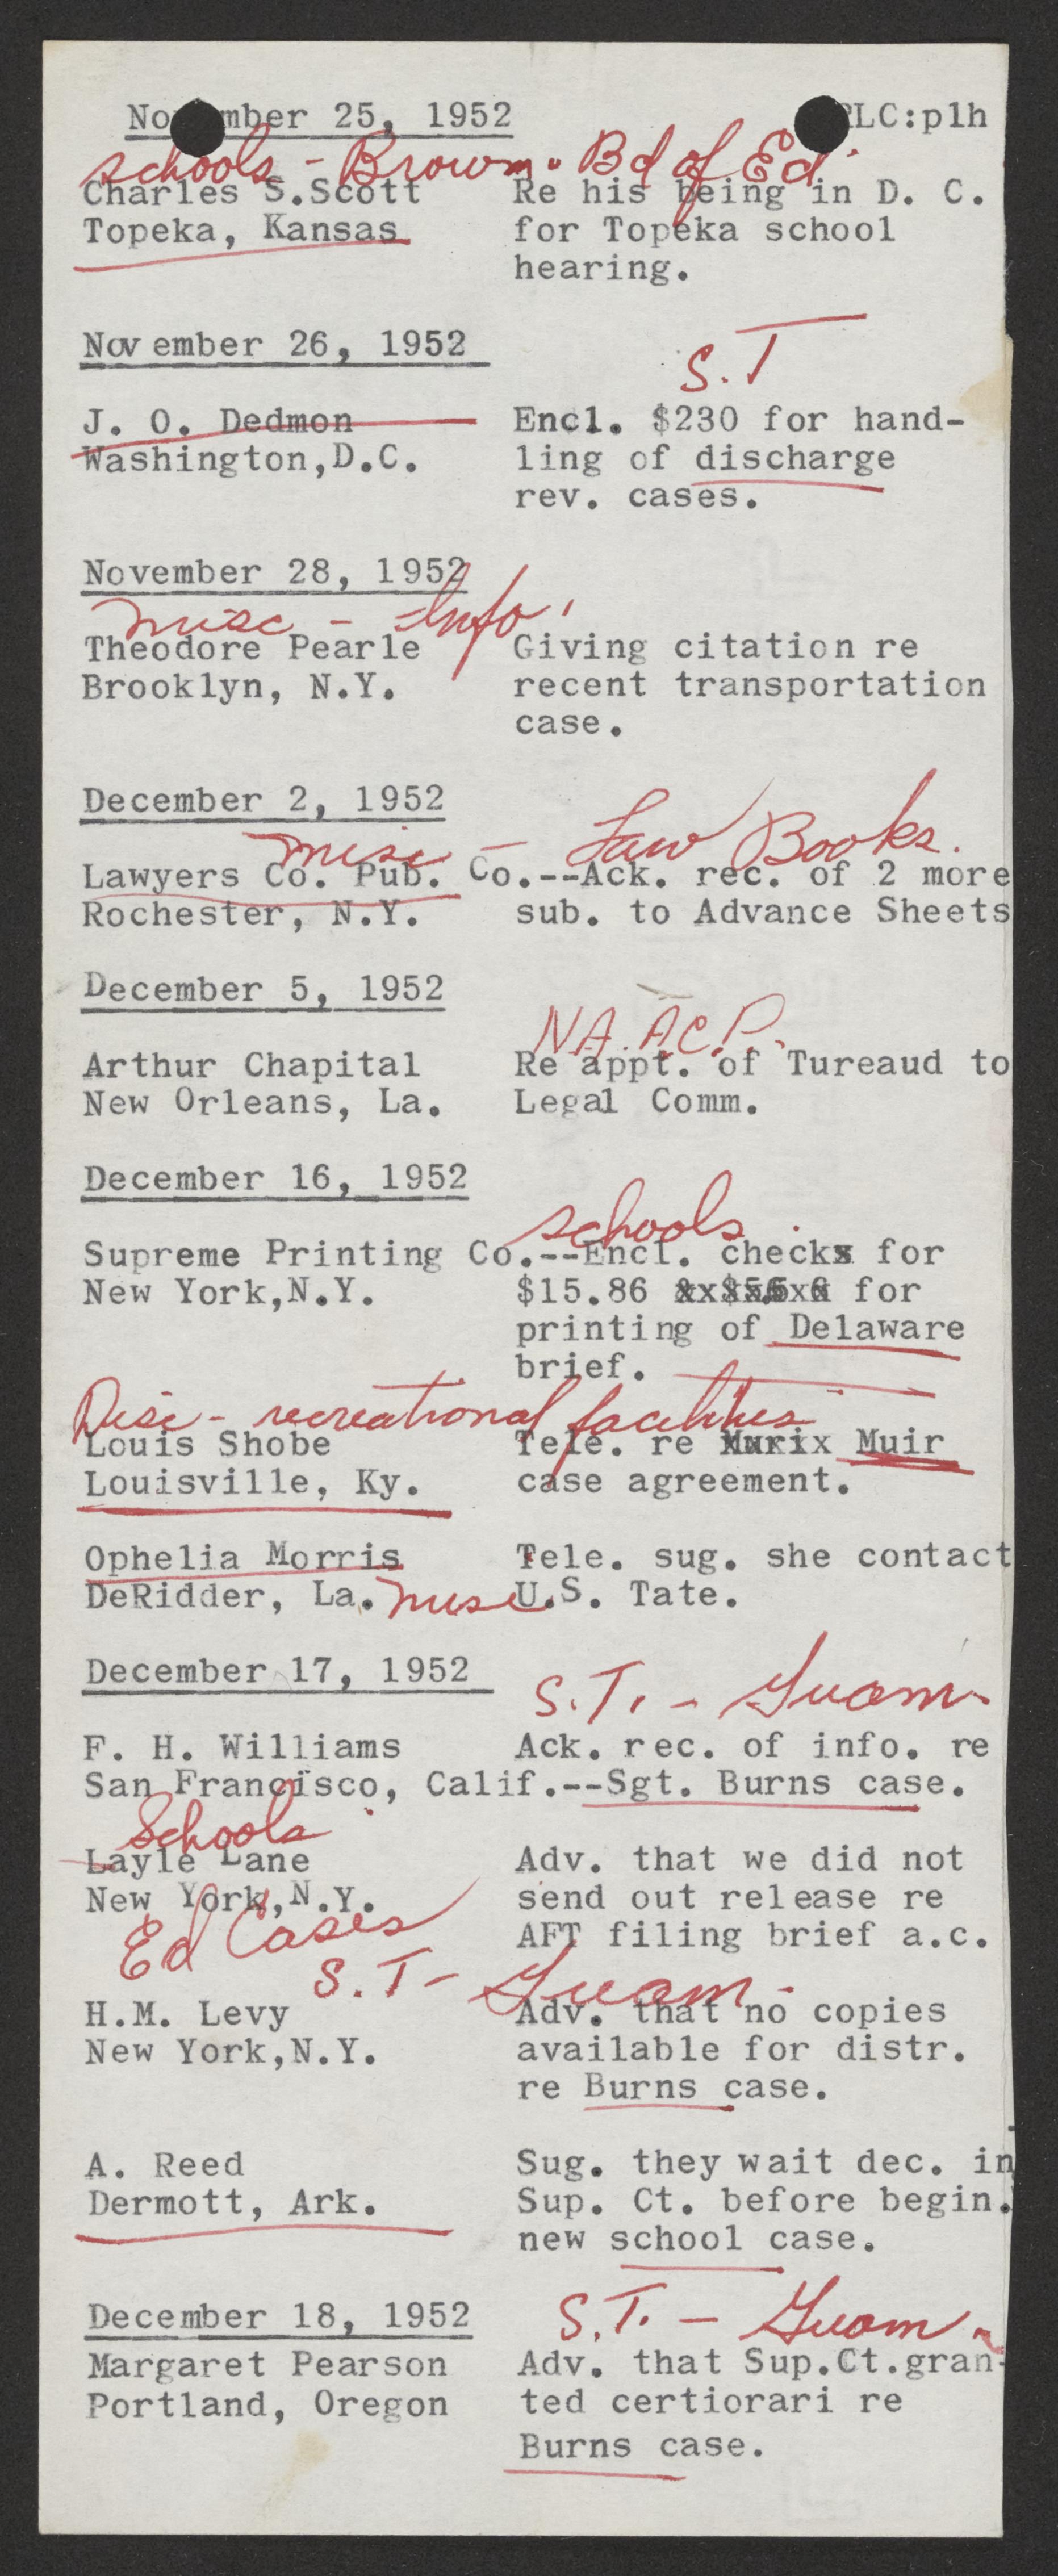 November 25, 1952 RLC:plh
schools - Brown v Bd of Ed.
Charles S.Scott Re his being in D. C.
Topeka, Kansas for Topeka school
hearing.
November 26, 1952
S.T
J. O. Dedmon Encl. $230 for hand-
Washington,D.C. ling of discharge
rev. cases.
November 28, 1952
misc - Info.
Theodore Pearle Giving citation re
Brooklyn, N.Y. recent transportation
case.
December 2, 1952
misc - Law Books.
Lawyers Co. Pub. Co.--Ack. rec. of 2 more
Rochester, N.Y. sub. to Advance Sheets
December 5, 1952
N.A.A.C.P.
Arthur Chapital Re appt. of Tureaud to
New Orleans, La. Legal Comm.
December 16, 1952
schools.
Supreme Printing Co.--Encl. check for
New York,N.Y. $15.86 for
printing of Delaware
brief.
Disc - recreational facilities
Louis Shobe Tele. re Muir
Louisville, Ky. case agreement.
Ophelia Morris Tele. sug. she contact
DeRidder, La. misc U.S. Tate.
December 17, 1952
S.T. - Guam.
F. H. Williams Ack. rec. of info. re
San Francisco, Calif.--Sgt. Burns case.
Schools
Layle Lane Adv. that we did not
New York,N.Y. send out release re
Ed Cases AFT filing brief a.c.
S.T - Guam -
H.M. Levy Adv. that no copies
New York,N.Y. available for distr.
re Burns case.
A. Reed Sug. they wait dec. in
Dermott, Ark. Sup. Ct. before begin.
new school case.
December 18, 1952 S.T. - Guam -
Margaret Pearson Adv. that Sup.Ct.gran-
Portland, Oregon ted certiorari re
Burns case.